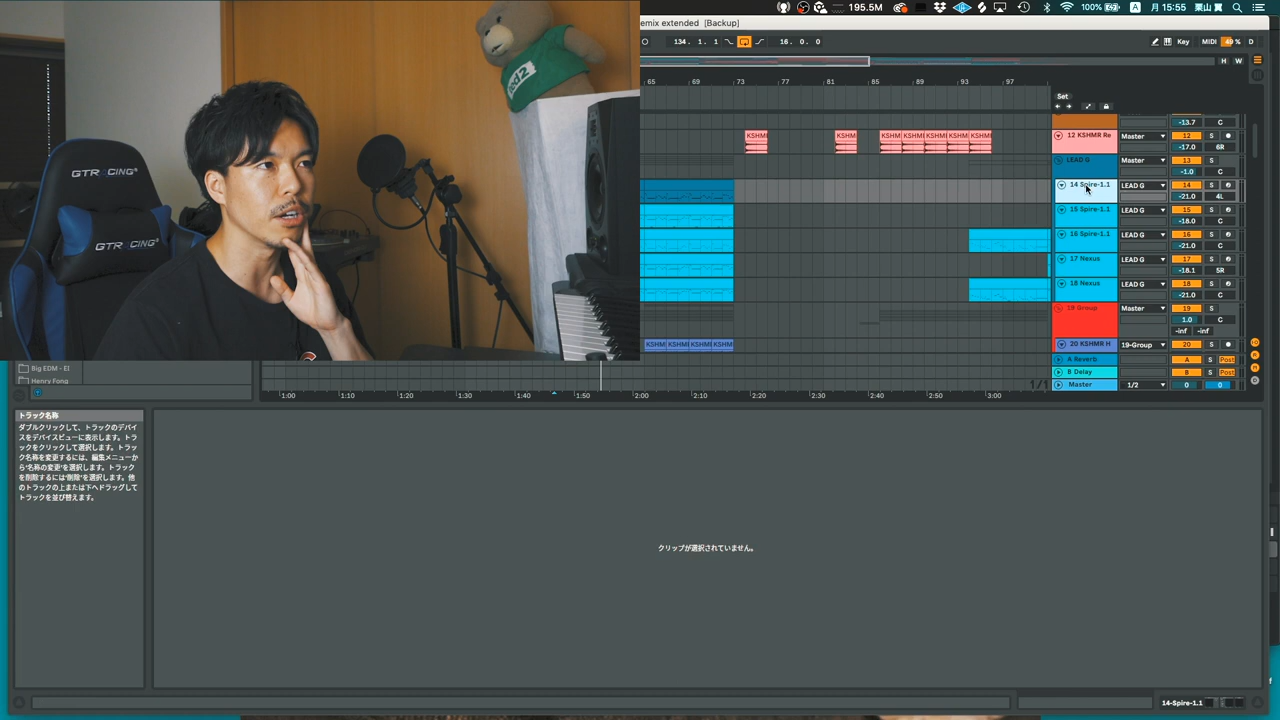 195.5M
100%
月 15:55 栗山 翼
emix extended [Backup]
134. 1. 1
16. 0. 0
Key
MIDI
49 %
D
H W
65 69 73 77 81 85 89 93 97
Set
-13.7 C
KSHMI
KSHMI
KSHMR KSHMR KSHMR KSHMR KSHMI
12 KSHMR Re
Master
12 S
-17.0 6R
LEAD G
Master
13 S
-1.0 C
14 Spire-1.1
LEAD G
14 S
-21.0 4L
15 Spire-1.1
LEAD G
15 S
-18.0 C
16 Spire-1.1
LEAD G
16 S
-21.0 C
17 Nexus
LEAD G
17 S
-18.1 5R
18 Nexus
LEAD G
18 S
-21.0 C
19 Group
Master
19 S
1.0 C
-inf -inf
KSHM KSHMI KSHM KSHMR
20 KSHMR H
19-Group
20 S
A Reverb
A S Post
B Delay
B S Post
1/1
Master
1/2
0 0
GTRACING
GTRACING
Big EDM - El
Henry Fong
1:00 1:10 1:20 1:30 1:40 1:50 2:00 2:10 2:20 2:30 2:40 2:50 3:00
トラック名称
ダブルクリックして、トラックのデバイ
スをデバイスビューに表示します。トラ
ックをクリックして選択します。トラッ
ク名称を変更するには、編集メニューか
ら‘名称の変更’を選択します。トラック
を削除するには‘削除’を選択します。他
のトラックの上または下へドラッグして
トラックを並び替えます。
クリップが選択されていません。
14-Spire-1.1